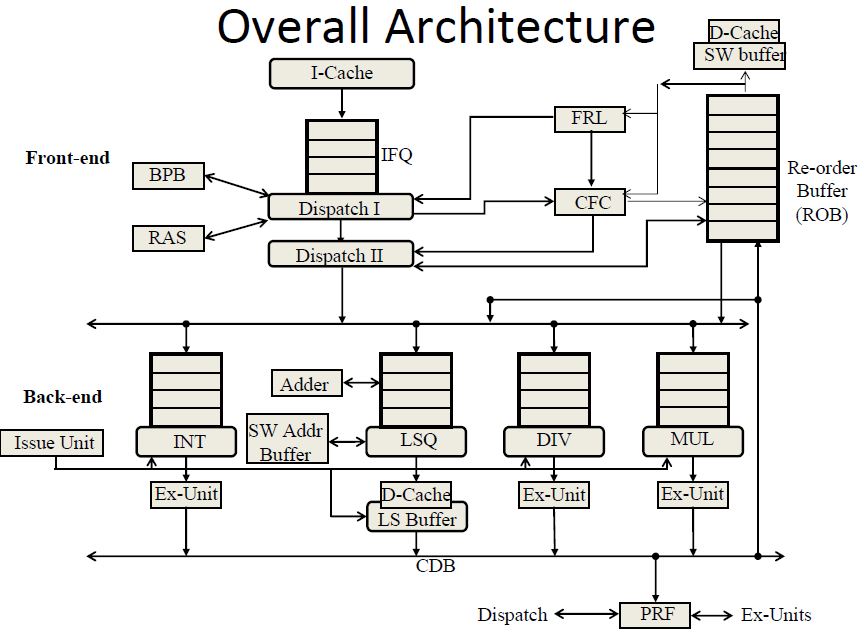 Overall Architecture
D-Cache
SW buffer
I-Cache
FRL
Front-end
IFQ
BPB
Re-order
Buffer
(ROB)
Dispatch I
CFC
RAS
Dispatch II
Back-end
Adder
Issue Unit
INT
SW Addr
Buffer
LSQ
DIV
MUL
Ex-Unit
D-Cache
LS Buffer
Ex-Unit
Ex-Unit
CDB
Dispatch
PRF
Ex-Units